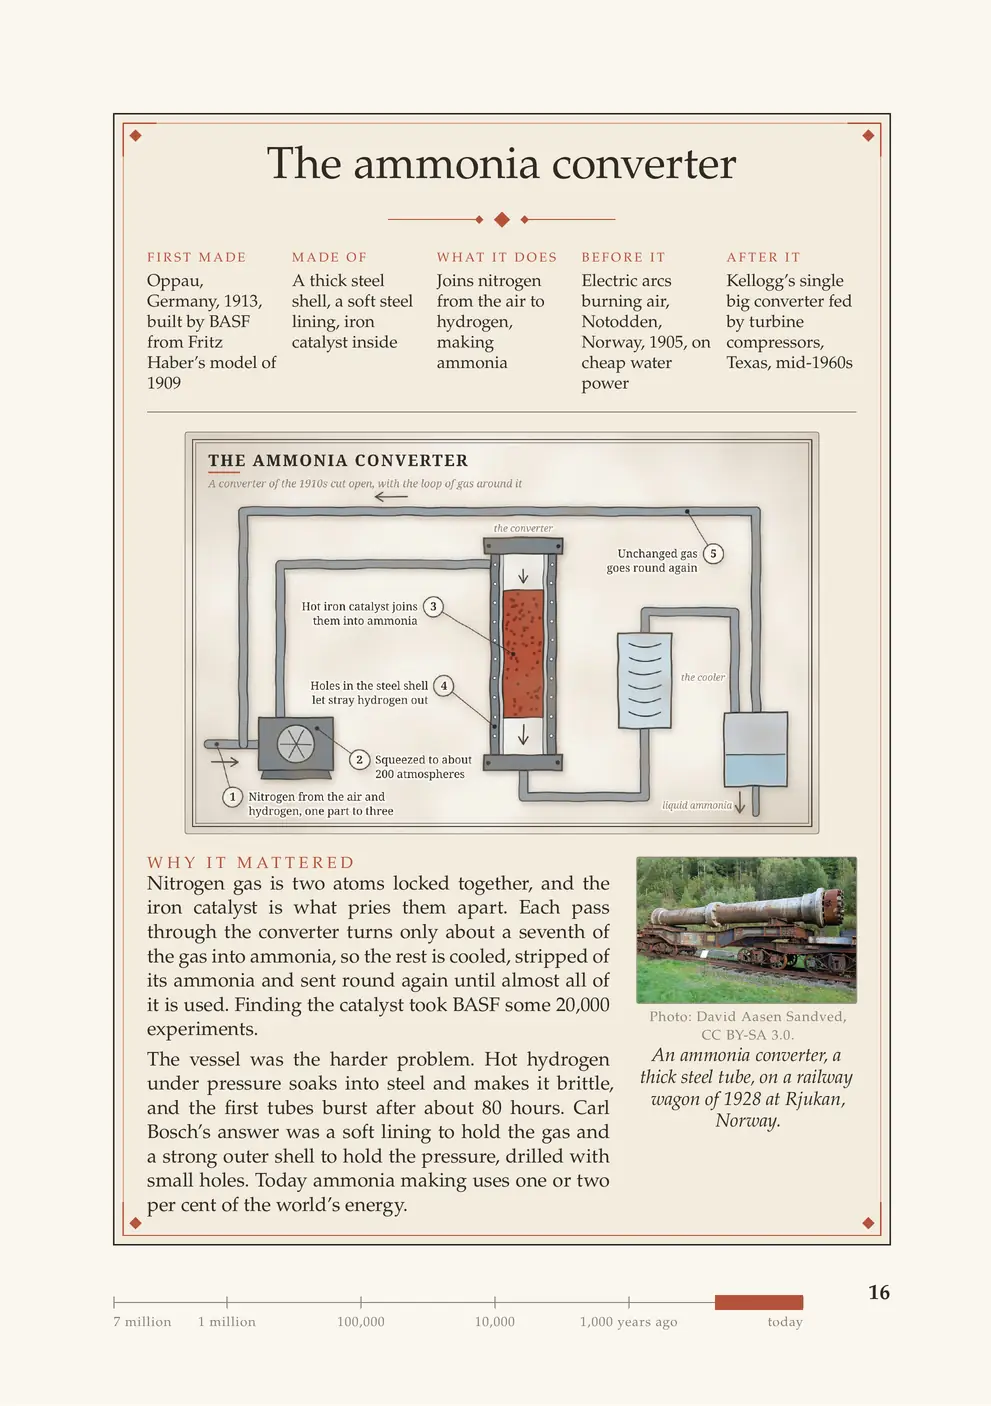 The ammonia converter
FIRST MADE
Oppau,
Germany, 1913,
built by BASF
from Fritz
Haber’s model of
1909
MADE OF
A thick steel
shell, a soft steel
lining, iron
catalyst inside
WHAT IT DOES
Joins nitrogen
from the air to
hydrogen,
making
ammonia
BEFORE IT
Electric arcs
burning air,
Notodden,
Norway, 1905, on
cheap water
power
AFTER IT
Kellogg’s single
big converter fed
by turbine
compressors,
Texas, mid-1960s
THE AMMONIA CONVERTER
A converter of the 1910s cut open, with the loop of gas around it
the converter
Unchanged gas
goes round again
5
Hot iron catalyst joins
them into ammonia
3
Holes in the steel shell
let stray hydrogen out
4
the cooler
2
Squeezed to about
200 atmospheres
1
Nitrogen from the air and
hydrogen, one part to three
liquid ammonia
WHY IT MATTERED
Nitrogen gas is two atoms locked together, and the
iron catalyst is what pries them apart. Each pass
through the converter turns only about a seventh of
the gas into ammonia, so the rest is cooled, stripped of
its ammonia and sent round again until almost all of
it is used. Finding the catalyst took BASF some 20,000
experiments.
The vessel was the harder problem. Hot hydrogen
under pressure soaks into steel and makes it brittle,
and the first tubes burst after about 80 hours. Carl
Bosch’s answer was a soft lining to hold the gas and
a strong outer shell to hold the pressure, drilled with
small holes. Today ammonia making uses one or two
per cent of the world’s energy.
Photo: David Aasen Sandved,
CC BY-SA 3.0.
An ammonia converter, a
thick steel tube, on a railway
wagon of 1928 at Rjukan,
Norway.
16
7 million
1 million
100,000
10,000
1,000 years ago
today